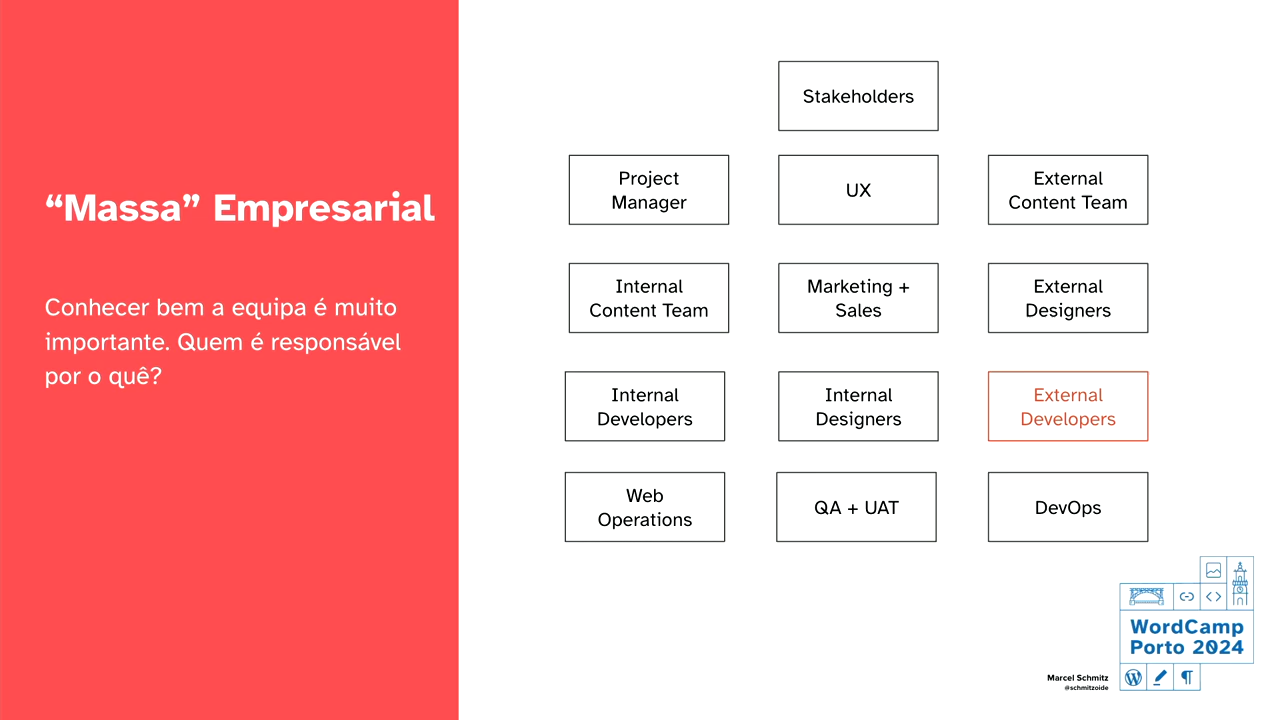 “Massa” Empresarial
Conhecer bem a equipa é muito
importante. Quem é responsável
por o quê?
Stakeholders
Project
Manager
UX
External
Content Team
Internal
Content Team
Marketing +
Sales
External
Designers
Internal
Developers
Internal
Designers
External
Developers
Web
Operations
QA + UAT
DevOps
WordCamp
Porto 2024
Marcel Schmitz
@schmitzoide